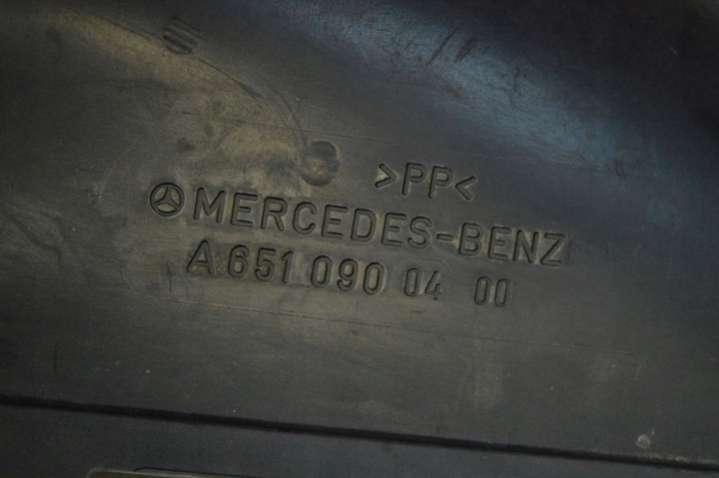 >PP<
MERCEDES-BENZ
A 651 090 04 00